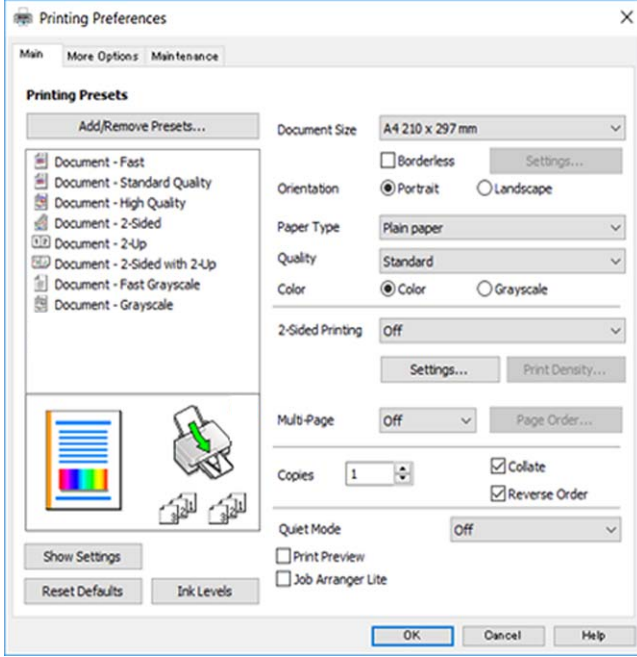 Printing Preferences
Main More Options Maintenance
Printing Presets
Add/Remove Presets...
Document - Fast
Document - Standard Quality
Document - High Quality
Document - 2-Sided
Document - 2-Up
Document - 2-Sided with 2-Up
Document - Fast Grayscale
Document - Grayscale
Show Settings
Reset Defaults Ink Levels
Document Size A4 210 x 297 mm
Borderless Settings...
Orientation Portrait Landscape
Paper Type Plain paper
Quality Standard
Color Color Grayscale
2-Sided Printing Off
Settings... Print Density...
Multi-Page Off Page Order...
Copies 1 Collate
Reverse Order
Quiet Mode Off
Print Preview
Job Arranger Lite
OK Cancel Help